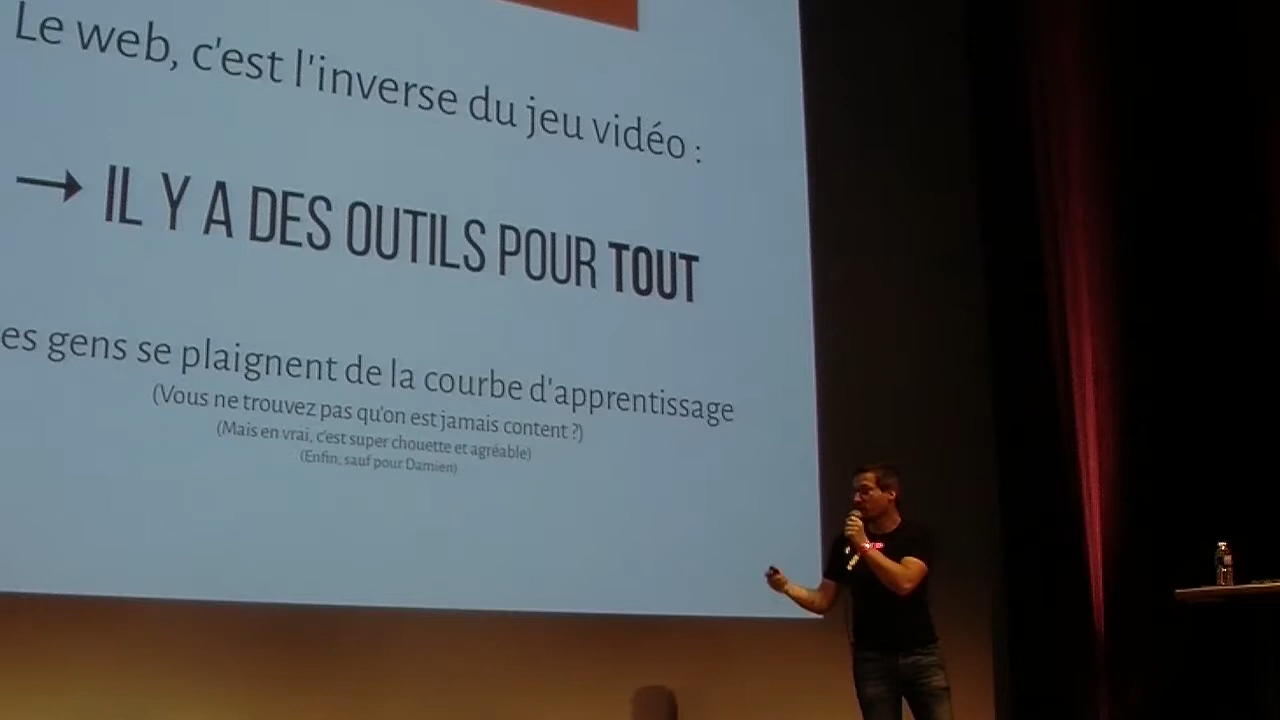 Le web, c'est l'inverse du jeu vidéo :
→ IL Y A DES OUTILS POUR TOUT
es gens se plaignent de la courbe d'apprentissage
(Vous ne trouvez pas qu'on est jamais content ?)
(Mais en vrai, c'est super chouette et agréable)
(Enfin, sauf pour Damien)